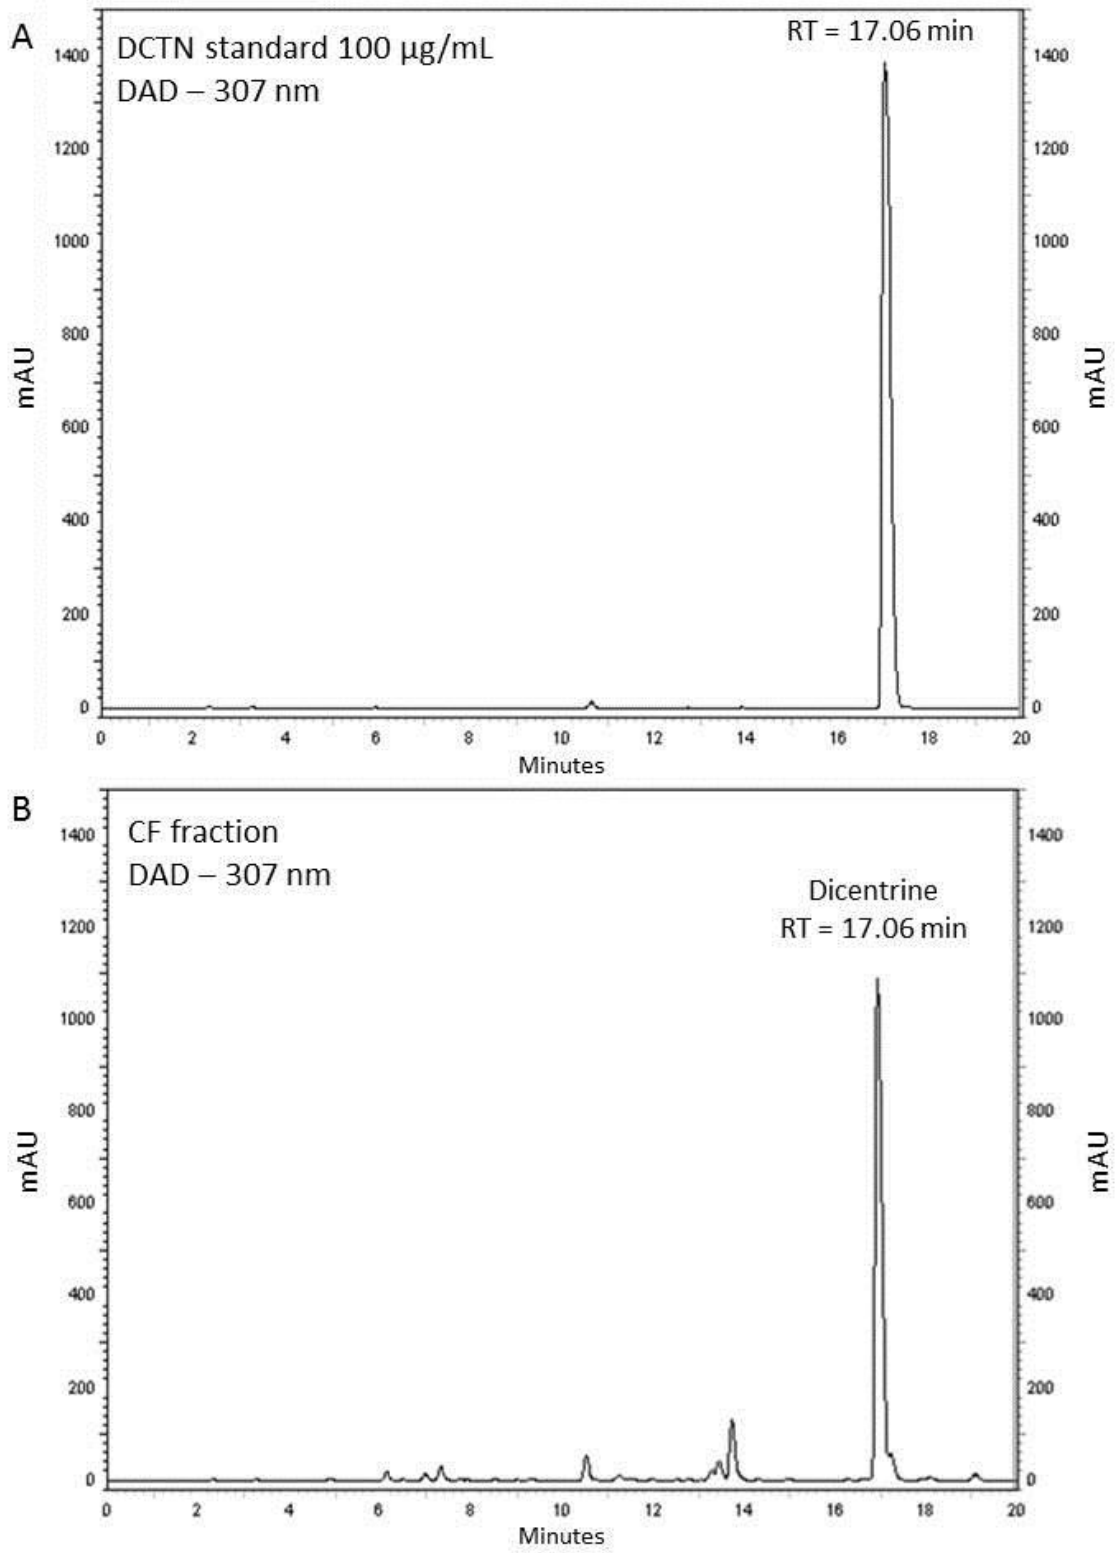 A
DCTN standard 100 µg/mL
DAD – 307 nm
RT = 17.06 min
1400 1400
1200 1200
1000 1000
800 800
mAU mAU
600 600
400 400
200 200
0 0
0 2 4 6 8 10 12 14 16 18 20
Minutes
B
CF fraction
DAD – 307 nm
Dicentrine
RT = 17.06 min
1400 1400
1200 1200
1000 1000
800 800
mAU mAU
600 600
400 400
200 200
0 0
0 2 4 6 8 10 12 14 16 18 20
Minutes